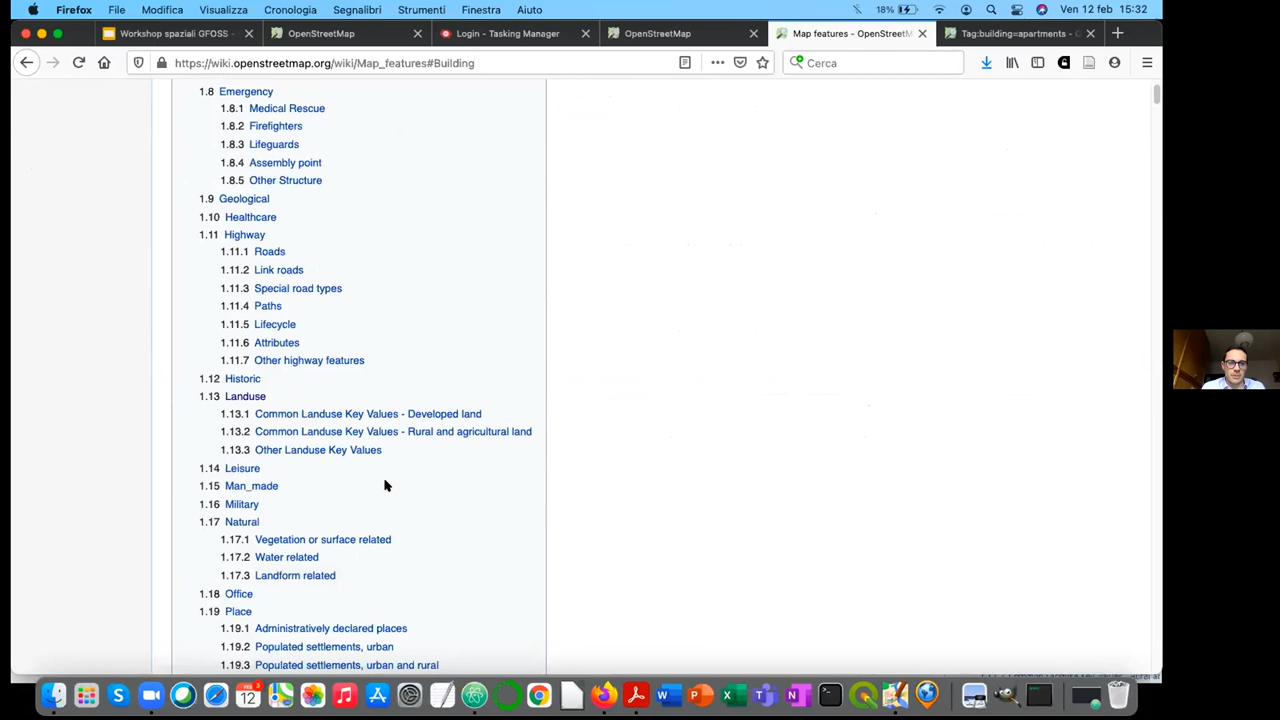 Firefox File Modifica Visualizza Cronologia Segnalibri Strumenti Finestra Aiuto 18% Ven 12 feb 15:32
Workshop spaziali GFOSS - OpenStreetMap Login - Tasking Manager OpenStreetMap Map features - OpenStreetM Tag:building=apartments - O
https://wiki.openstreetmap.org/wiki/Map_features#Building Cerca
1.8 Emergency
1.8.1 Medical Rescue
1.8.2 Firefighters
1.8.3 Lifeguards
1.8.4 Assembly point
1.8.5 Other Structure
1.9 Geological
1.10 Healthcare
1.11 Highway
1.11.1 Roads
1.11.2 Link roads
1.11.3 Special road types
1.11.4 Paths
1.11.5 Lifecycle
1.11.6 Attributes
1.11.7 Other highway features
1.12 Historic
1.13 Landuse
1.13.1 Common Landuse Key Values - Developed land
1.13.2 Common Landuse Key Values - Rural and agricultural land
1.13.3 Other Landuse Key Values
1.14 Leisure
1.15 Man_made
1.16 Military
1.17 Natural
1.17.1 Vegetation or surface related
1.17.2 Water related
1.17.3 Landform related
1.18 Office
1.19 Place
1.19.1 Administratively declared places
1.19.2 Populated settlements, urban
1.19.3 Populated settlements, urban and rural
FEB 3
12